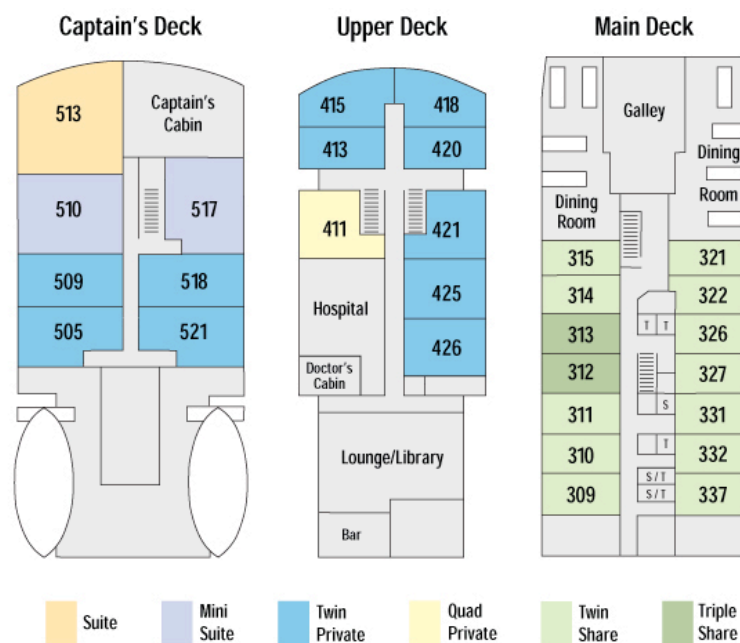 Captain's Deck
513
Captain's
Cabin
510
517
509
518
505
521
Upper Deck
415
418
413
420
411
421
Hospital
425
Doctor's
Cabin
426
Lounge/Library
Bar
Main Deck
Galley
Dining
Room
Dining
Room
315
321
314
322
313
T T
326
312
327
311
S
331
310
T
332
S / T
309
S / T
337
Suite
Mini
Suite
Twin
Private
Quad
Private
Twin
Share
Triple
Share